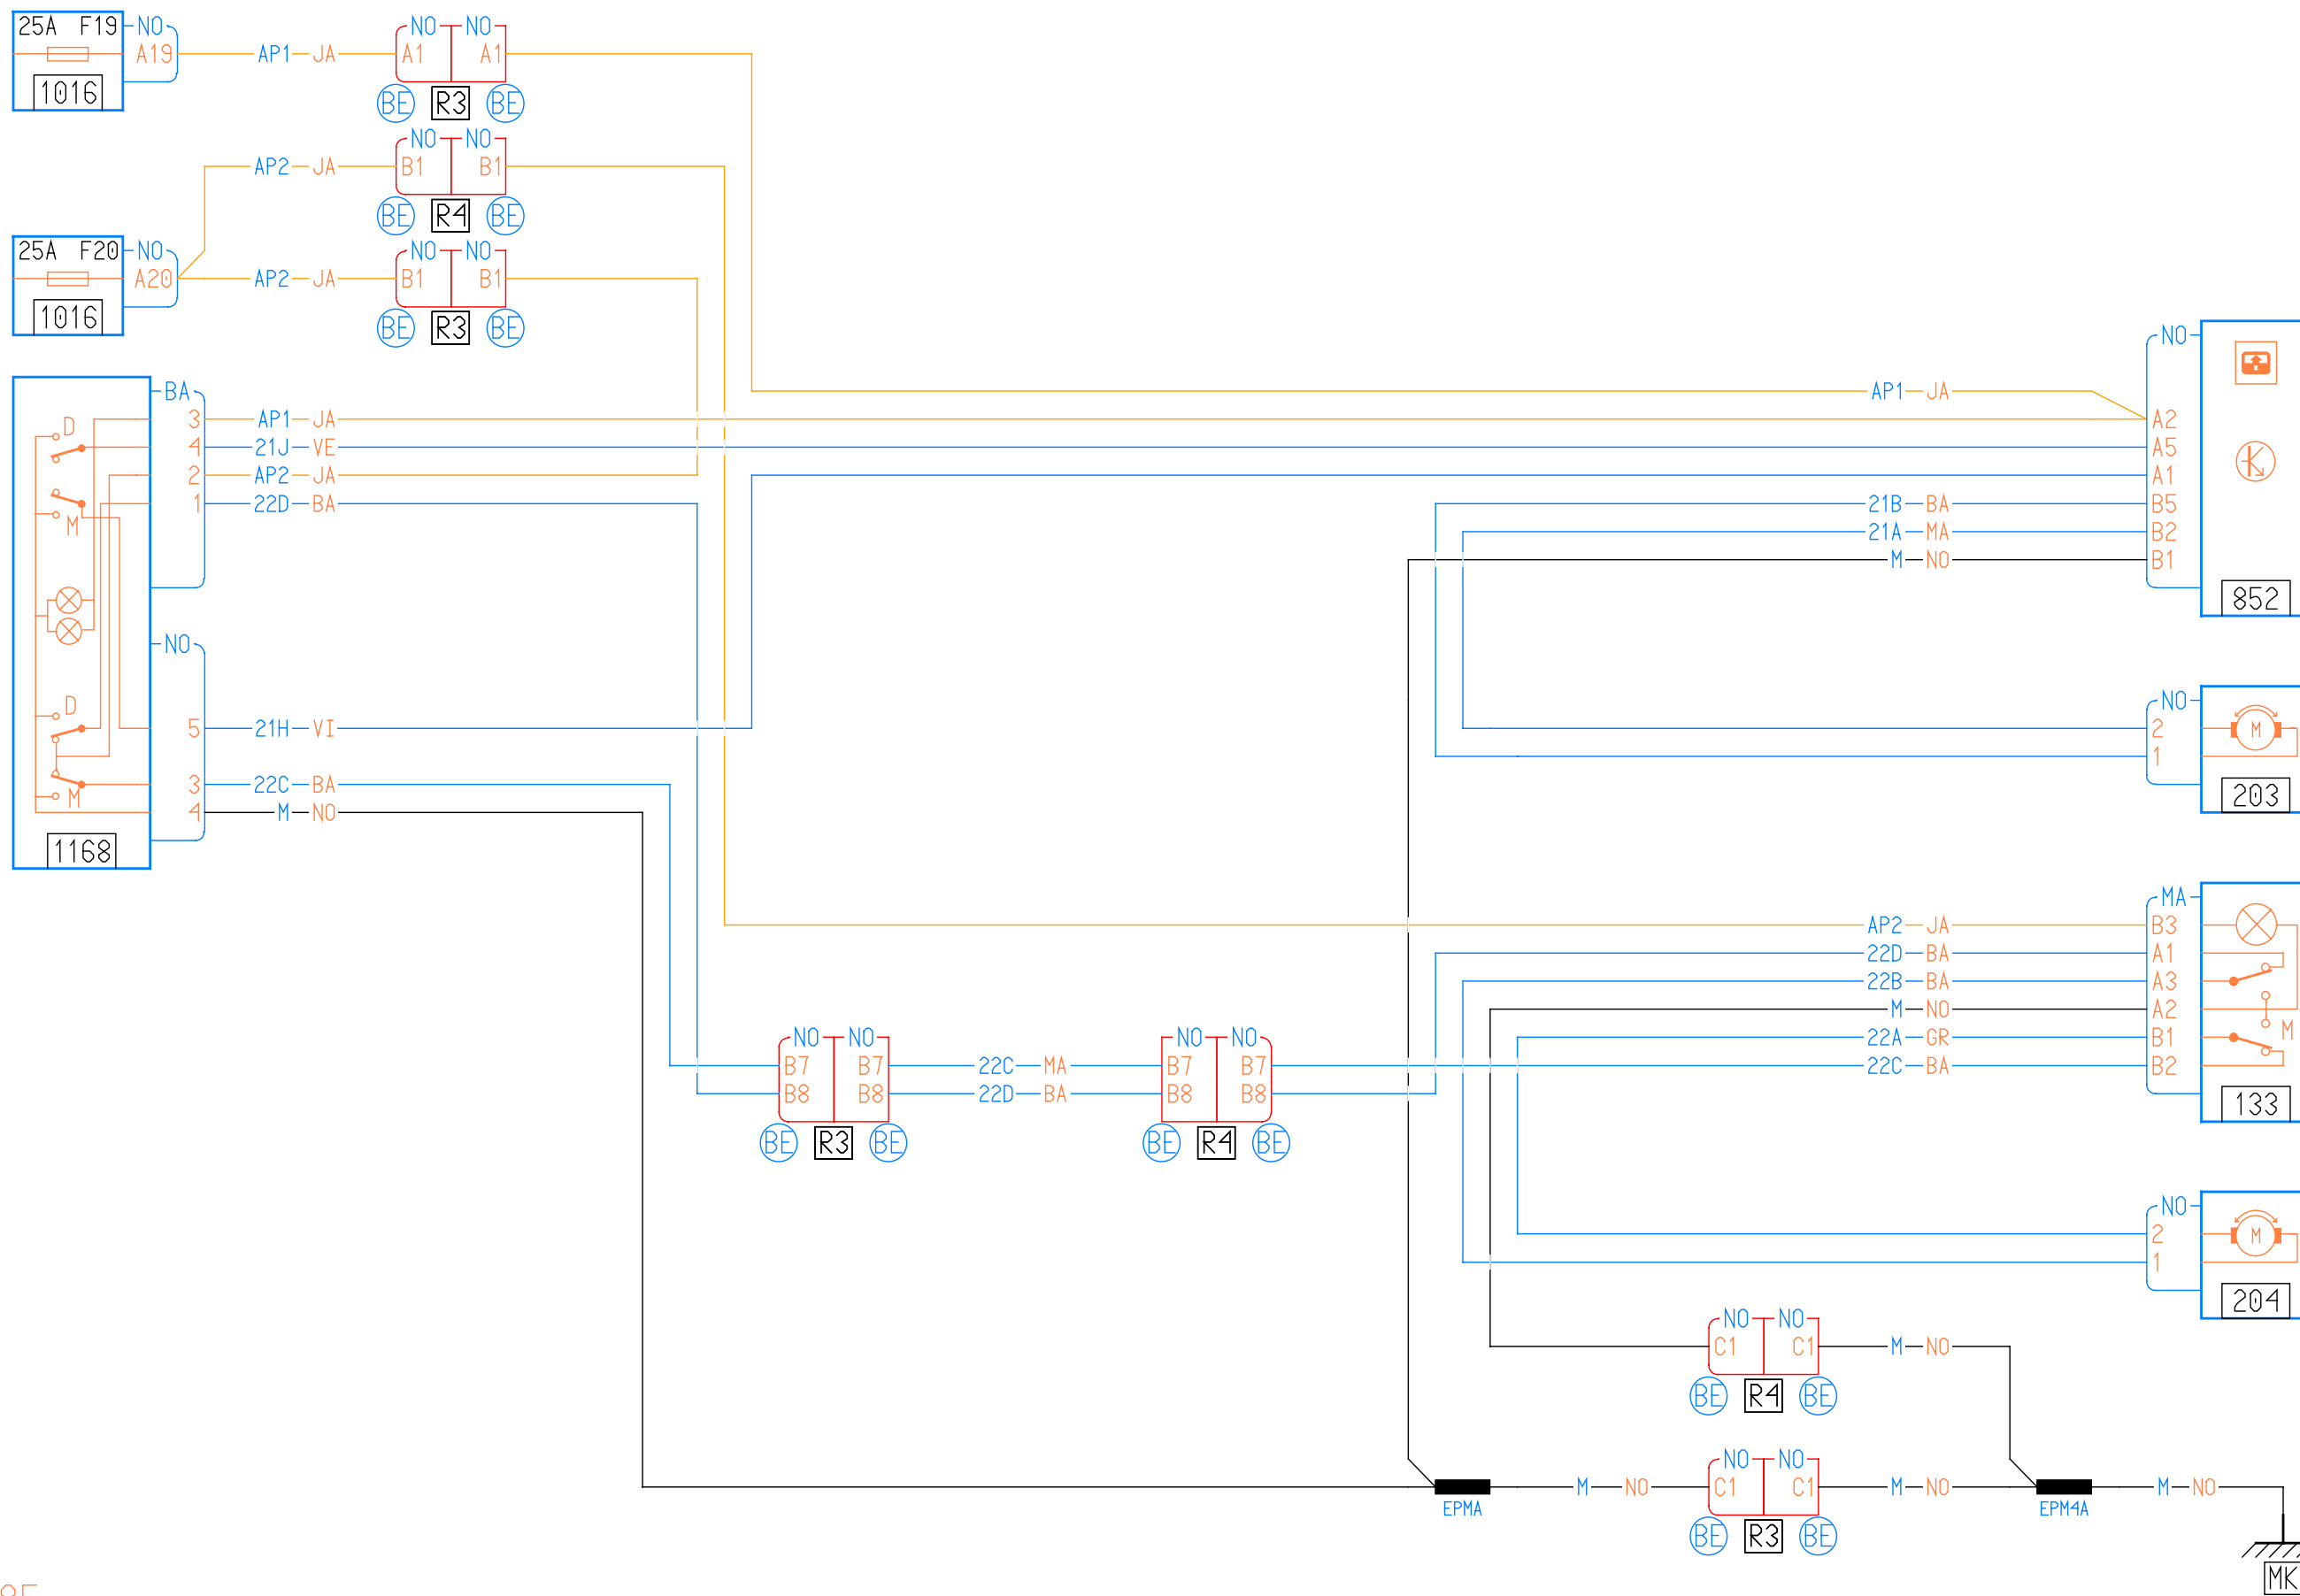 25A F19 NO NO NO
A19 AP1 JA A1 A1
1016 BE R3 BE
NO NO
AP2 JA B1 B1
BE R4 BE
25A F20 NO NO NO
A20 AP2 JA B1 B1
1016 BE R3 BE
NO
BA AP1 JA
D 3 AP1 JA A2
4 21J VE A5
2 AP2 JA A1
1 22D BA 21B BA B5
M 21A MA B2
M NO B1
852
NO
D NO
5 21H VI 2 M
1
M 3 22C BA 203
4 M NO
1168
MA
AP2 JA B3
22D BA A1
22B BA A3
M NO A2
NO NO NO NO 22A GR B1 M
B7 B7 22C MA B7 B7 22C BA B2
B8 B8 22D BA B8 B8
133
BE R3 BE BE R4 BE
NO
2 M
1
204
NO NO
C1 C1 M NO
BE R4 BE
NO NO
M NO C1 C1 M NO M NO
EPMA EPM4A
BE R3 BE
MK